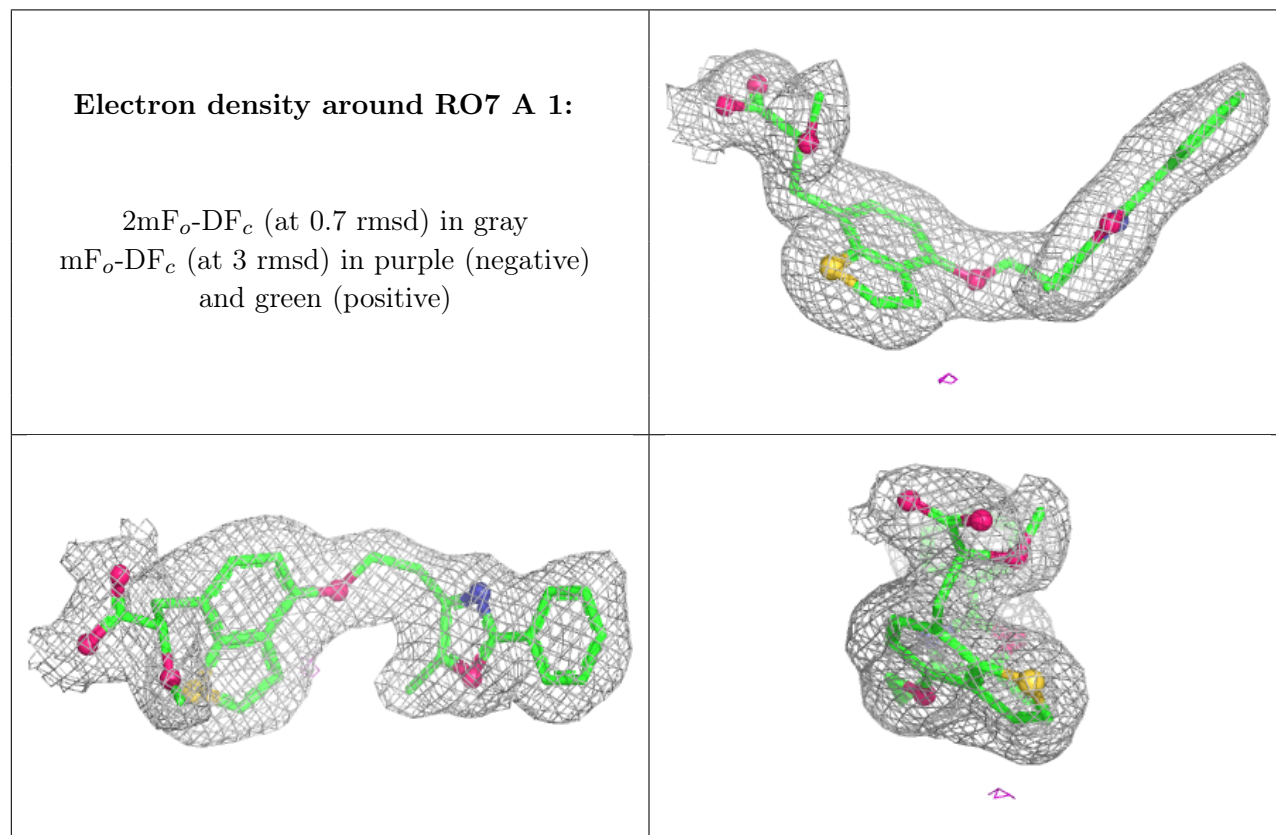 Electron density around RO7 A 1:
2mFo-DFc (at 0.7 rmsd) in gray
mFo-DFc (at 3 rmsd) in purple (negative)
and green (positive)